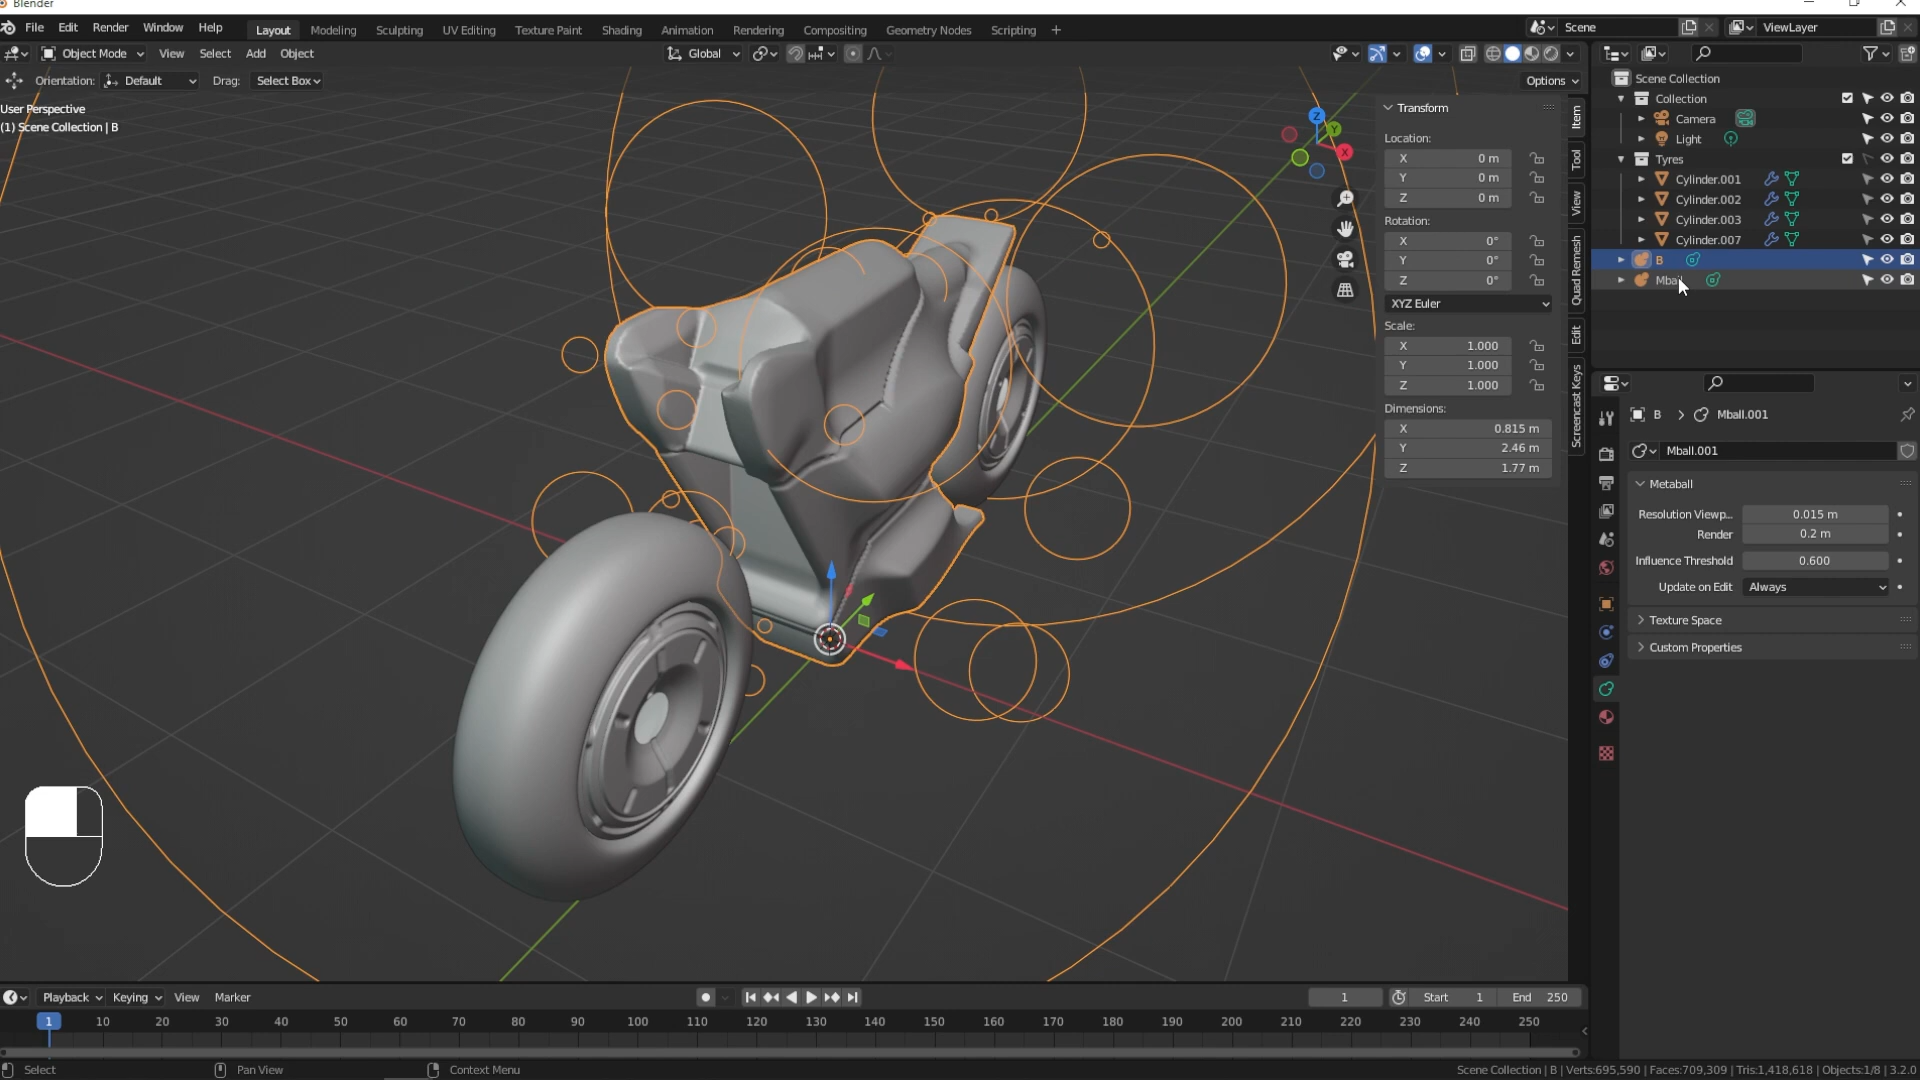 Blender
File Edit Render Window Help Layout Modeling Sculpting UV Editing Texture Paint Shading Animation Rendering Compositing Geometry Nodes Scripting + Scene ViewLayer
Object Mode View Select Add Object Global
Orientation: Default Drag: Select Box Options
User Perspective
(1) Scene Collection | B
Transform
Location:
X 0 m
Y 0 m
Z 0 m
Rotation:
X 0°
Y 0°
Z 0°
XYZ Euler
Scale:
X 1.000
Y 1.000
Z 1.000
Dimensions:
X 0.815 m
Y 2.46 m
Z 1.77 m
Item
Tool
View
Quad Remesh
Edit
Screencast Keys
Z
Y
X
Scene Collection
Collection
Camera
Light
Tyres
Cylinder.001
Cylinder.002
Cylinder.003
Cylinder.007
B
Mball
B > Mball.001
Mball.001
Metaball
Resolution Viewp... 0.015 m
Render 0.2 m
Influence Threshold 0.600
Update on Edit Always
Texture Space
Custom Properties
Playback Keying View Marker 1 Start 1 End 250
1 10 20 30 40 50 60 70 80 90 100 110 120 130 140 150 160 170 180 190 200 210 220 230 240 250
Select Pan View Context Menu Scene Collection | B | Verts:695,590 | Faces:709,309 | Tris:1,418,618 | Objects:1/8 | 3.2.0